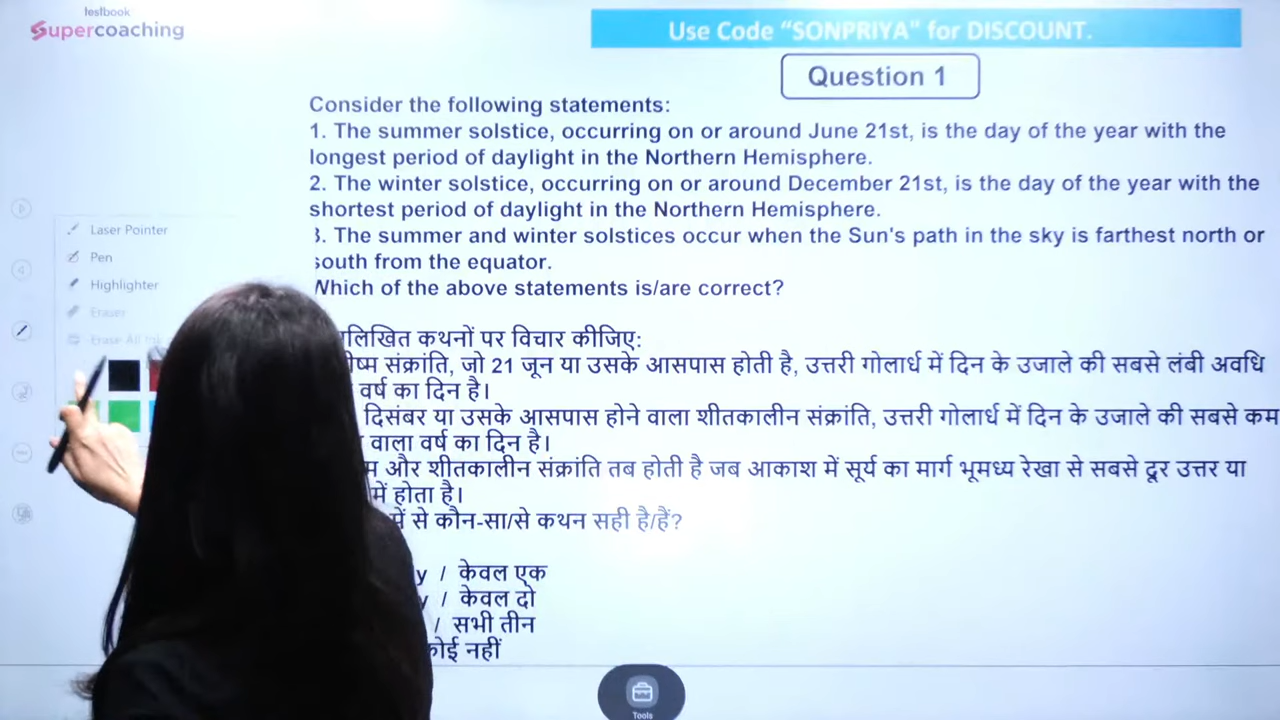 testbook
Supercoaching
Use Code “SONPRIYA” for DISCOUNT.
Question 1
Consider the following statements:
1. The summer solstice, occurring on or around June 21st, is the day of the year with the
longest period of daylight in the Northern Hemisphere.
2. The winter solstice, occurring on or around December 21st, is the day of the year with the
shortest period of daylight in the Northern Hemisphere.
3. The summer and winter solstices occur when the Sun's path in the sky is farthest north or
south from the equator.
Which of the above statements is/are correct?
Laser Pointer
Pen
Highlighter
Eraser
Erase All Ink
कथनों पर विचार कीजिए:
संक्रांति, जो 21 जून या उसके आसपास होती है, उत्तरी गोलार्ध में दिन के उजाले की सबसे लंबी अवधि
वर्ष का दिन है।
दिसंबर या उसके आसपास होने वाला शीतकालीन संक्रांति, उत्तरी गोलार्ध में दिन के उजाले की सबसे कम
वाला वर्ष का दिन है।
और शीतकालीन संक्रांति तब होती है जब आकाश में सूर्य का मार्ग भूमध्य रेखा से सबसे दूर उत्तर या
में होता है।
में से कौन-सा/से कथन सही है/हैं?
/ केवल एक
/ केवल दो
/ सभी तीन
कोई नहीं
Tools